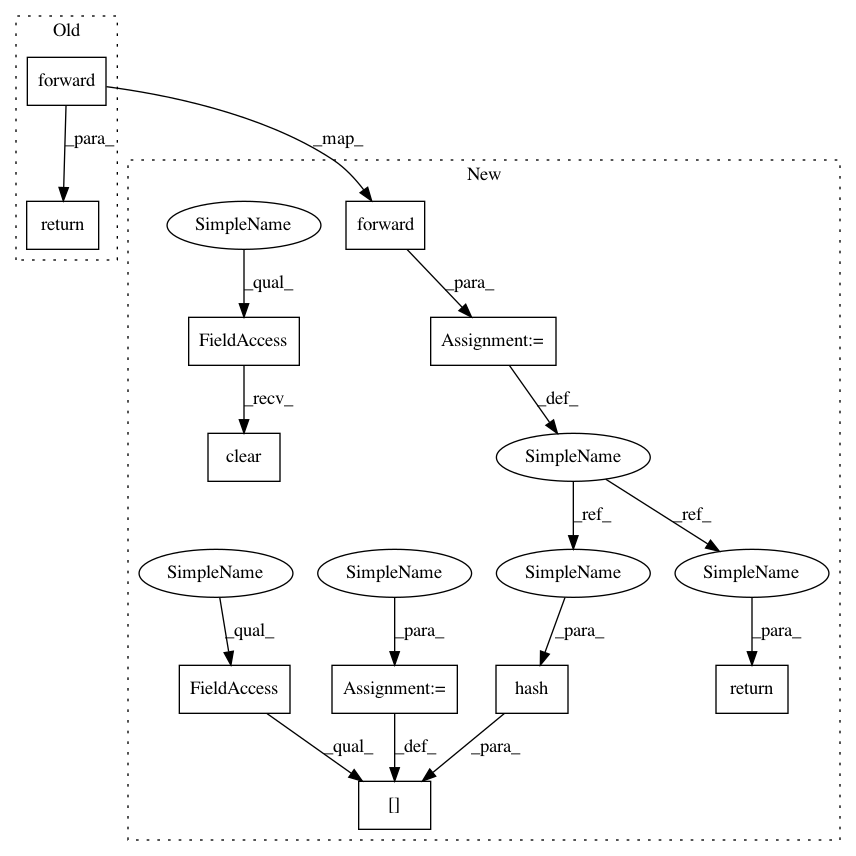 Old
forward
_para_
_map_
return
New
SimpleName
forward
_qual_
_para_
FieldAccess
Assignment:=
_recv_
_def_
clear
SimpleName
_ref_
_ref_
SimpleName
SimpleName
SimpleName
SimpleName
_qual_
_para_
_para_
_para_
FieldAccess
Assignment:=
hash
return
_qual_
_def_
_para_
[]